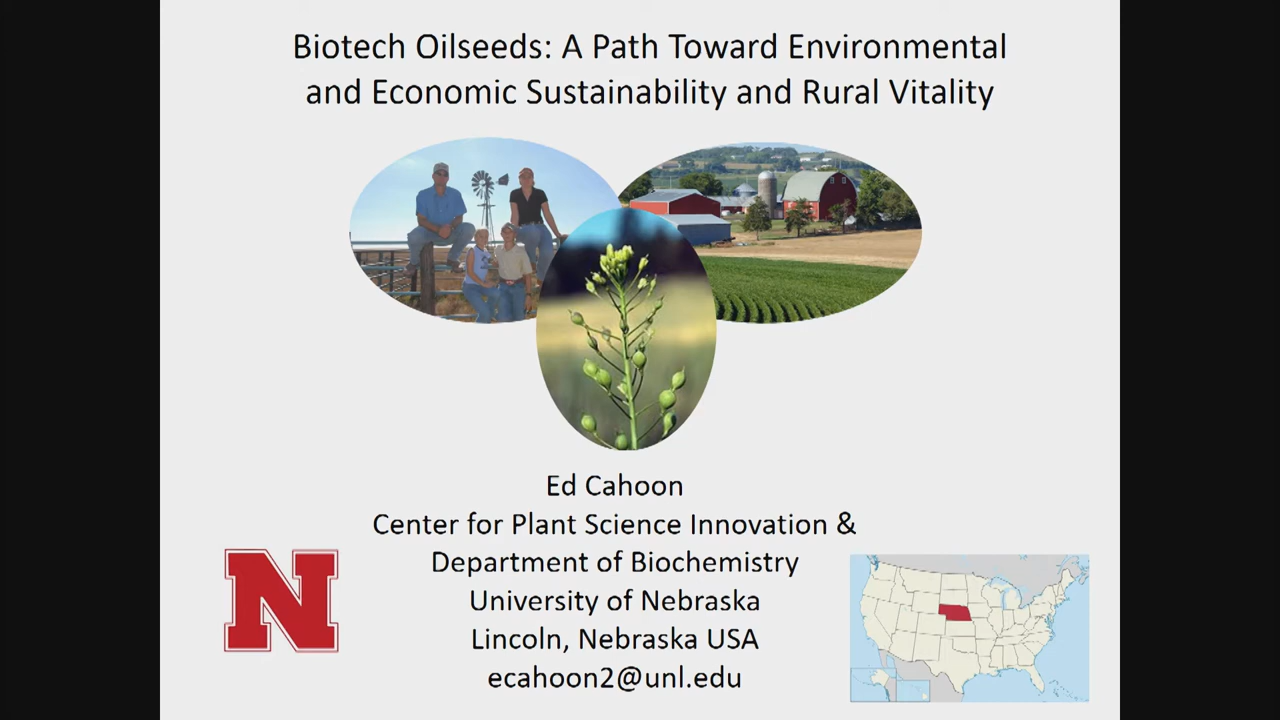 Biotech Oilseeds: A Path Toward Environmental
and Economic Sustainability and Rural Vitality
Ed Cahoon
Center for Plant Science Innovation &
Department of Biochemistry
University of Nebraska
Lincoln, Nebraska USA
ecahoon2@unl.edu
N